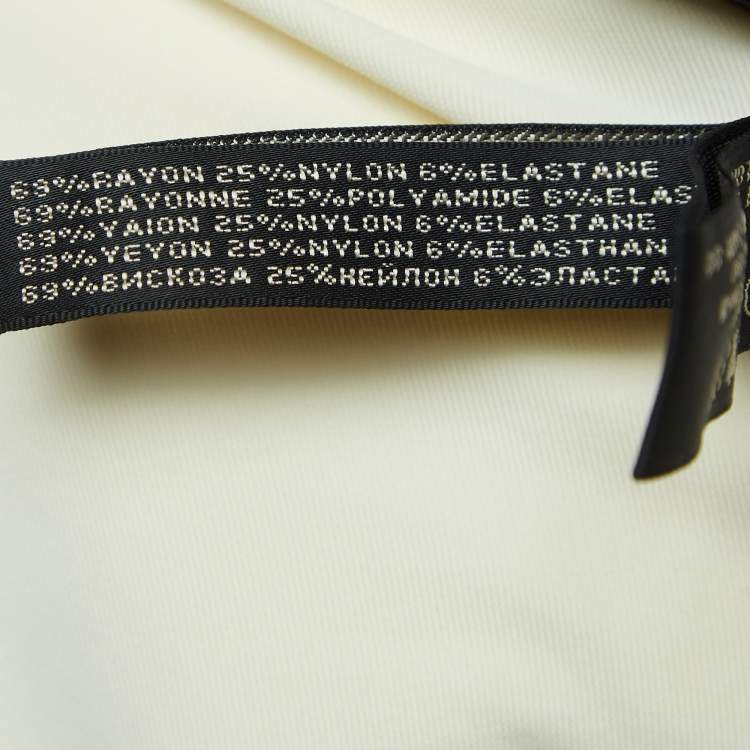 69%RAYON 25%NYLON 6%ELASTANE
69%RAYONNE 25%POLYAMIDE 6%ELAS
69%YAION 25%NYLON 6%ELASTANE
69%YEYON 25%NYLON 6%ELASTHAN
69%ВИСКОЗА 25%НЕЙЛОН 6%ЭЛАСТА